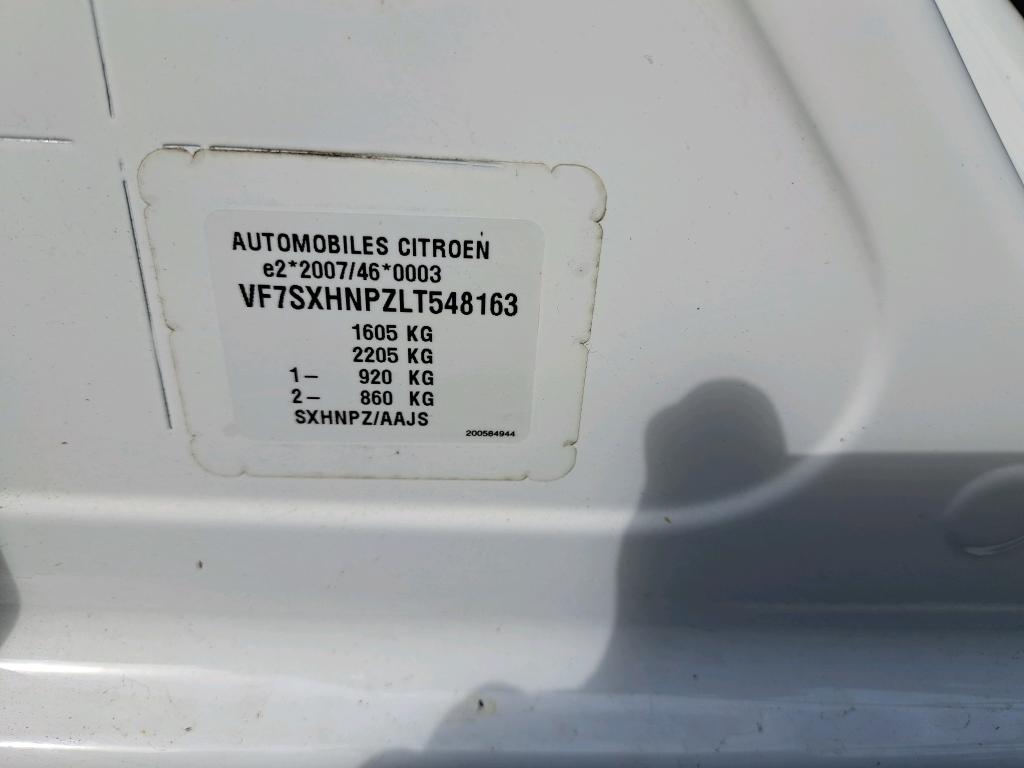 AUTOMOBILES CITROEN
e2*2007/46*0003
VF7SXHNPZLT548163
1605 KG
2205 KG
1- 920 KG
2- 860 KG
SXHNPZ/AAJS
200584944